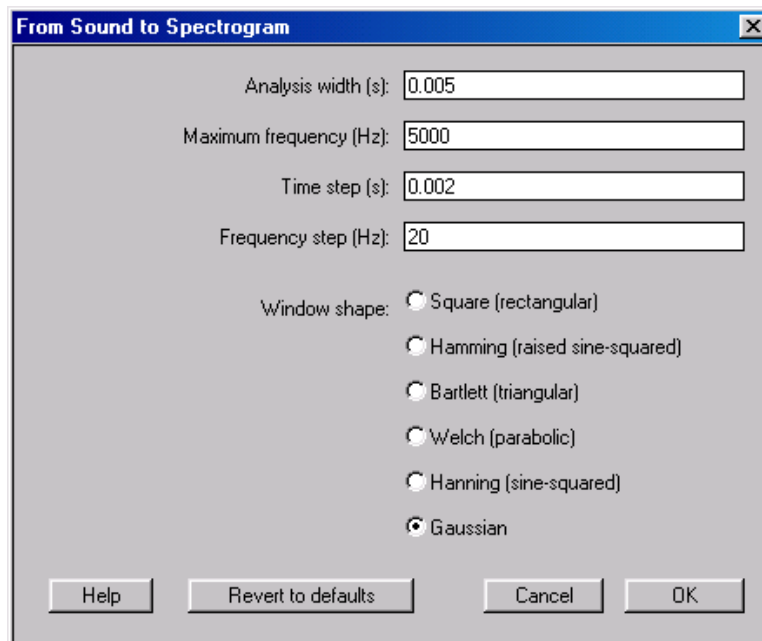 From Sound to Spectrogram
Analysis width (s): 0.005
Maximum frequency (Hz): 5000
Time step (s): 0.002
Frequency step (Hz): 20
Window shape: Square (rectangular)
Hamming (raised sine-squared)
Bartlett (triangular)
Welch (parabolic)
Hanning (sine-squared)
Gaussian
Help Revert to defaults Cancel OK